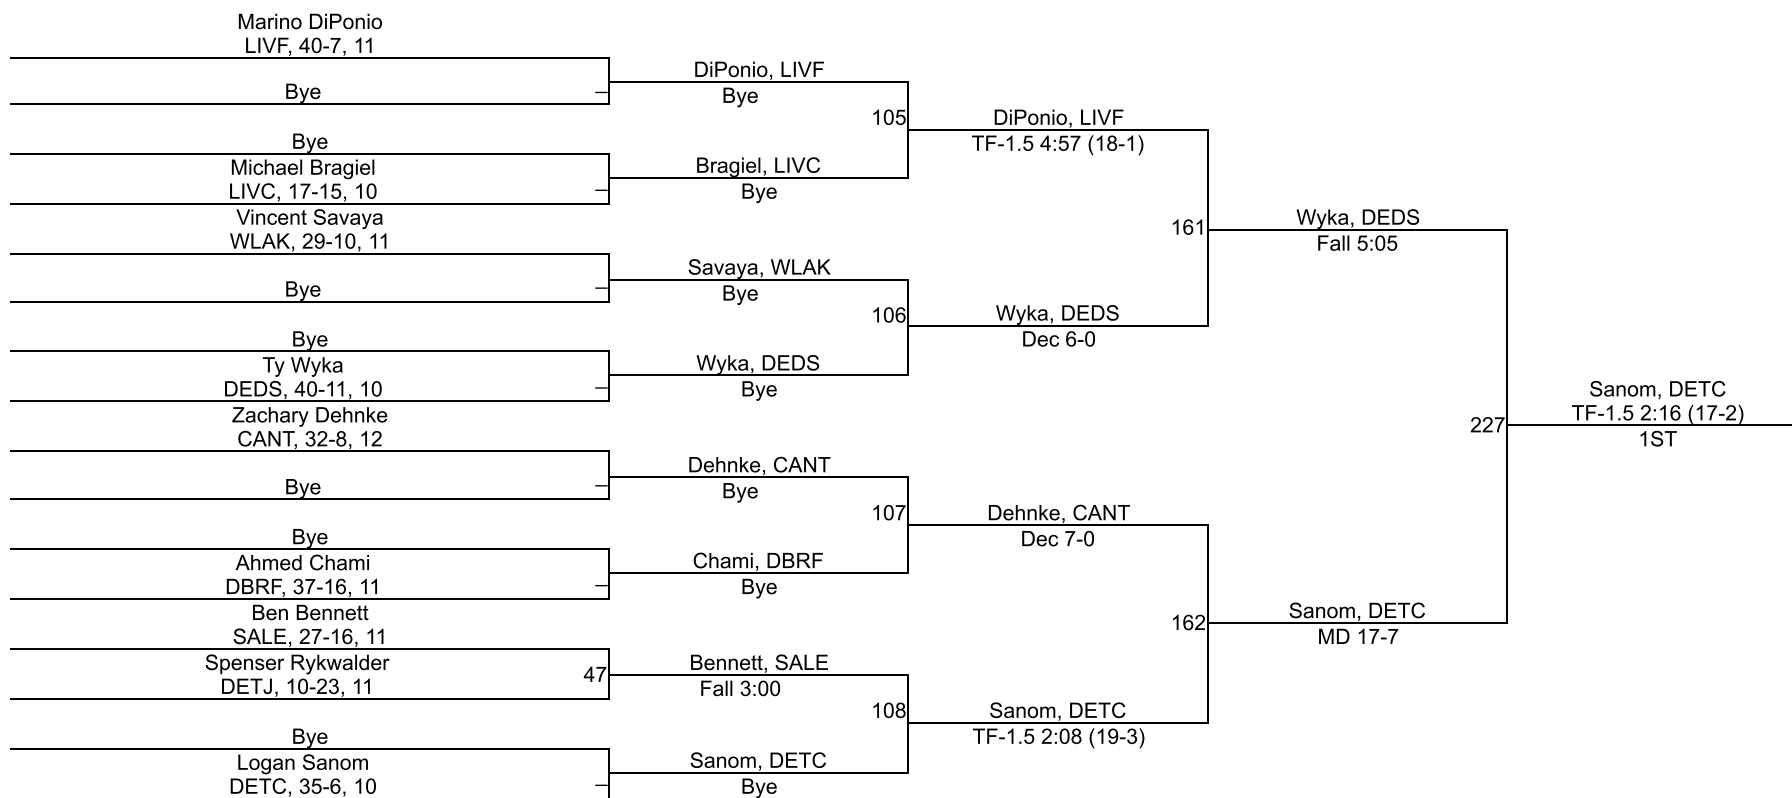 Marino DiPonio
LIVF, 40-7, 11
Bye
Bye
Michael Bragiel
LIVC, 17-15, 10
Vincent Savaya
WLAK, 29-10, 11
Bye
Bye
Ty Wyka
DEDS, 40-11, 10
Zachary Dehnke
CANT, 32-8, 12
Bye
Bye
Ahmed Chami
DBRF, 37-16, 11
Ben Bennett
SALE, 27-16, 11
Spenser Rykwalder
DETJ, 10-23, 11
47
Bye
Logan Sanom
DETC, 35-6, 10
DiPonio, LIVF
Bye
105
Bragiel, LIVC
Bye
Savaya, WLAK
Bye
106
Wyka, DEDS
Bye
Dehnke, CANT
Bye
107
Chami, DBRF
Bye
Bennett, SALE
Fall 3:00
108
Sanom, DETC
Bye
DiPonio, LIVF
TF-1.5 4:57 (18-1)
161
Wyka, DEDS
Dec 6-0
Dehnke, CANT
Dec 7-0
162
Sanom, DETC
TF-1.5 2:08 (19-3)
Wyka, DEDS
Fall 5:05
227
Sanom, DETC
MD 17-7
Sanom, DETC
TF-1.5 2:16 (17-2)
1ST